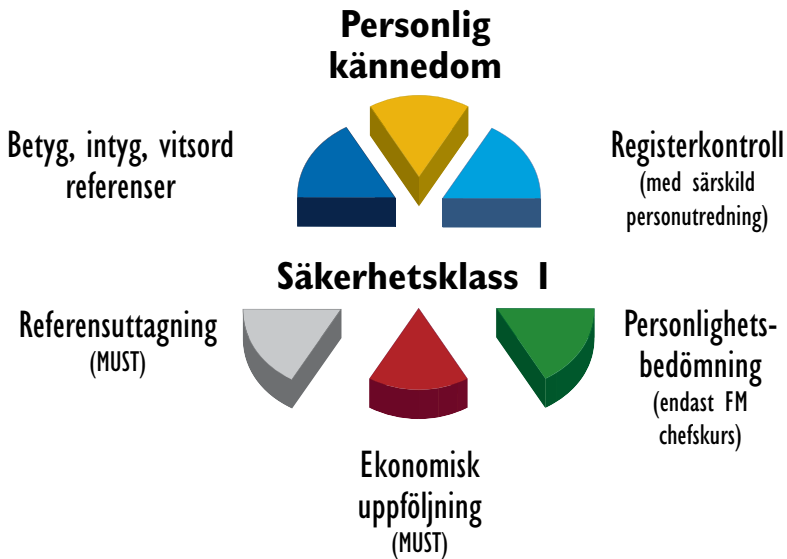 Personlig
kännedom
Betyg, intyg, vitsord
referenser
Registerkontroll
(med särskild
personutredning)
Säkerhetsklass 1
Referensuttagning
(MUST)
Personlighets-
bedömning
(endast FM
chefskurs)
Ekonomisk
uppföljning
(MUST)